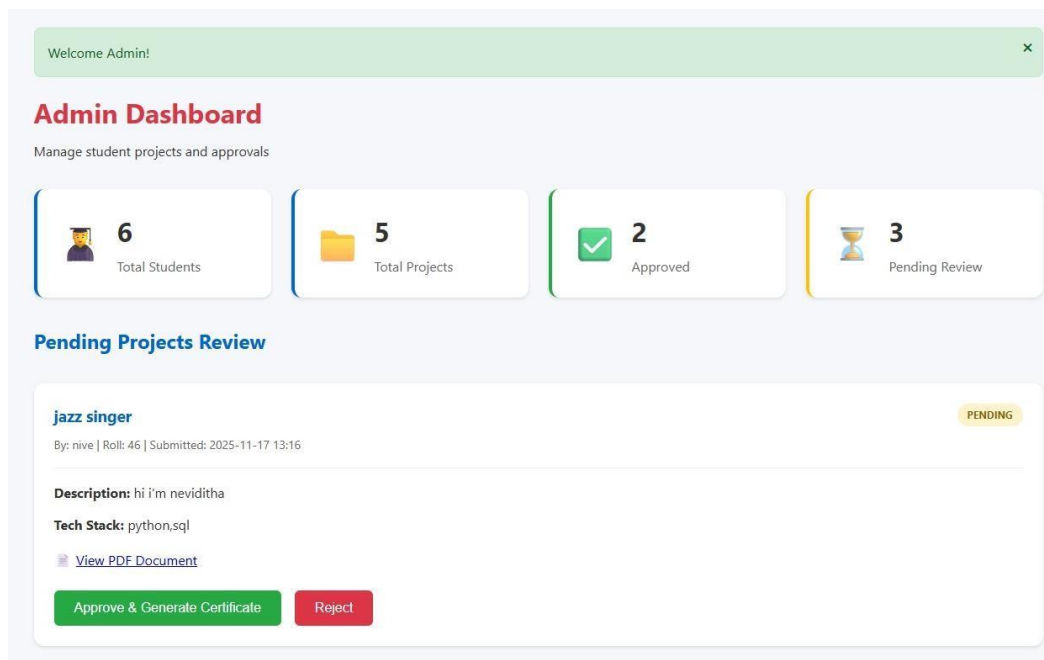 Welcome Admin!
×
Admin Dashboard
Manage student projects and approvals
6
Total Students
5
Total Projects
2
Approved
3
Pending Review
Pending Projects Review
jazz singer
PENDING
By: nive | Roll: 46 | Submitted: 2025-11-17 13:16
Description: hi i'm neviditha
Tech Stack: python,sql
View PDF Document
Approve & Generate Certificate
Reject